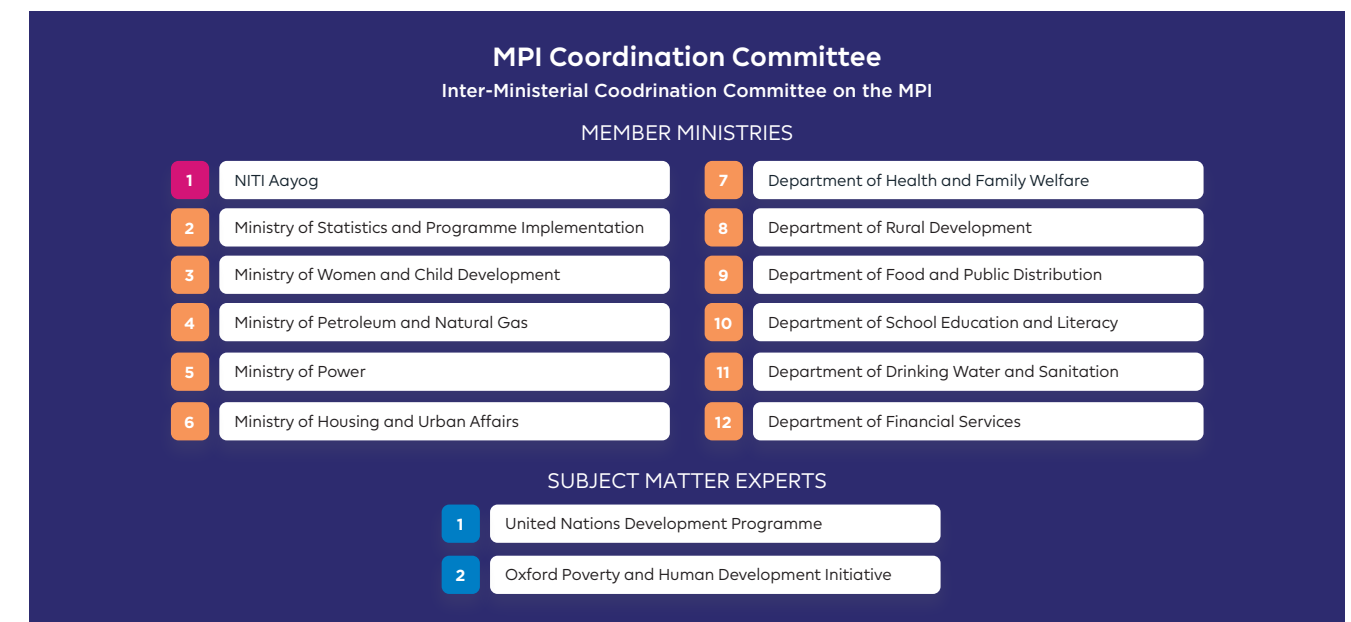 MPI Coordination Committee
Inter-Ministerial Coodrination Committee on the MPI
MEMBER MINISTRIES
1 NITI Aayog
2 Ministry of Statistics and Programme Implementation
3 Ministry of Women and Child Development
4 Ministry of Petroleum and Natural Gas
5 Ministry of Power
6 Ministry of Housing and Urban Affairs
7 Department of Health and Family Welfare
8 Department of Rural Development
9 Department of Food and Public Distribution
10 Department of School Education and Literacy
11 Department of Drinking Water and Sanitation
12 Department of Financial Services
SUBJECT MATTER EXPERTS
1 United Nations Development Programme
2 Oxford Poverty and Human Development Initiative